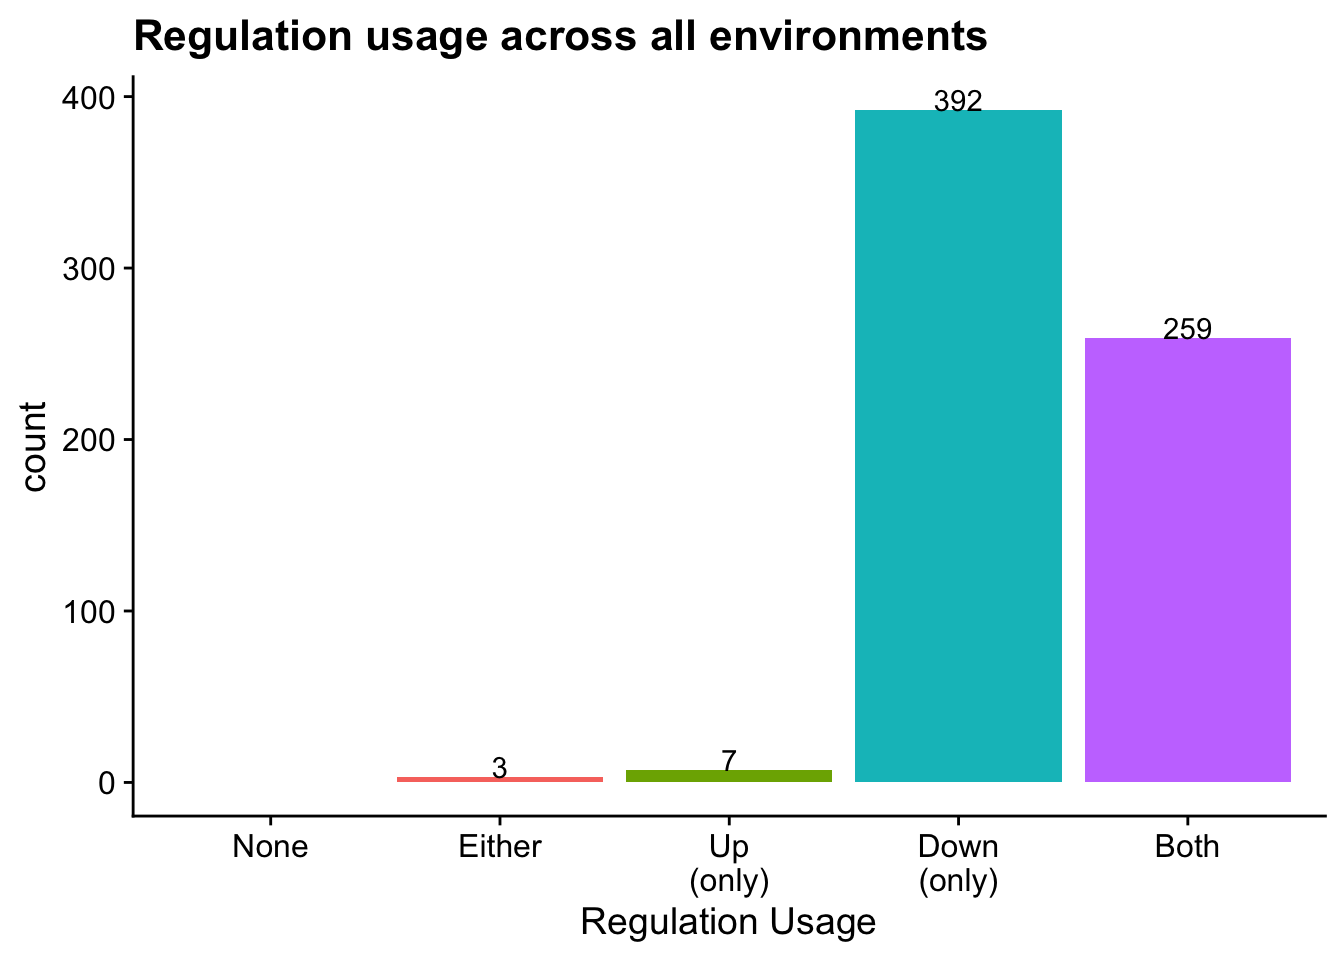 Regulation usage across all environments
400
300
200
100
0
count
392
259
3
7
None
Either
Up
(only)
Down
(only)
Both
Regulation Usage